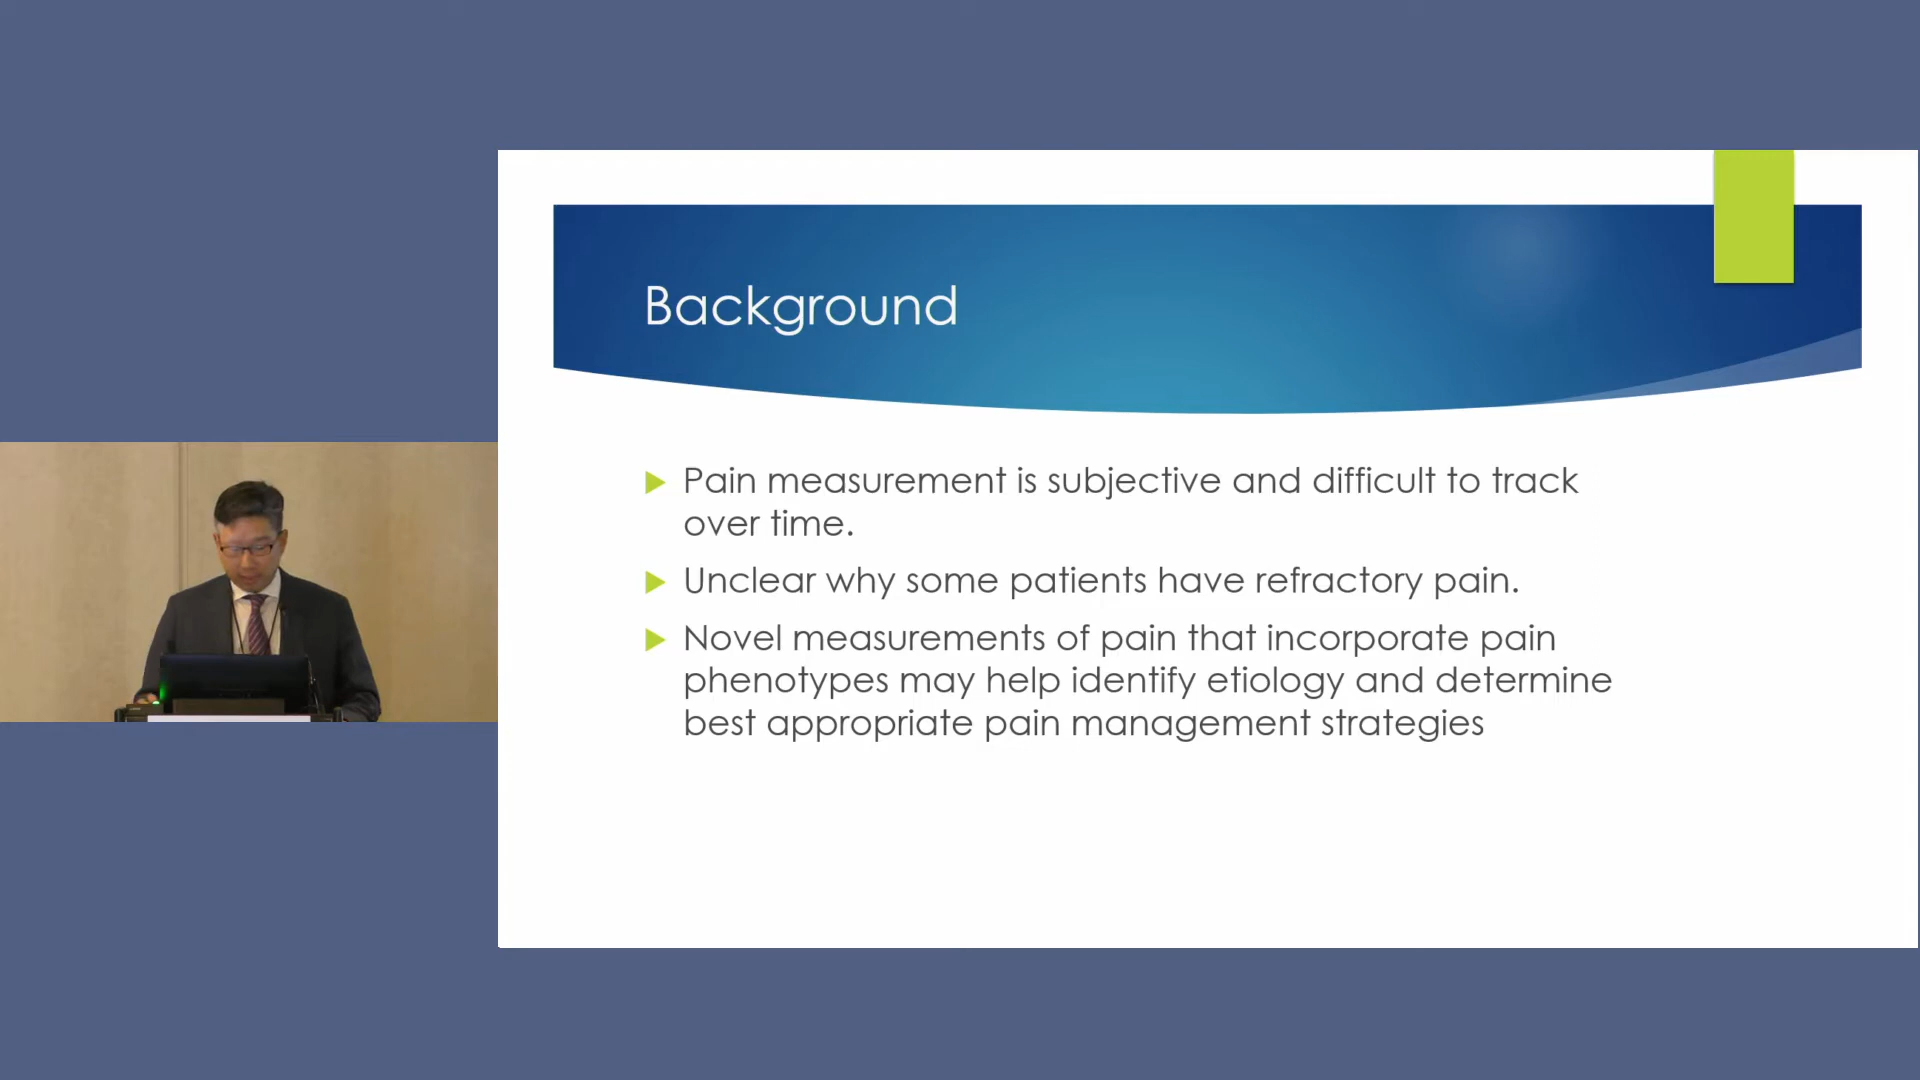 Background
Pain measurement is subjective and difficult to track
over time.
Unclear why some patients have refractory pain.
Novel measurements of pain that incorporate pain
phenotypes may help identify etiology and determine
best appropriate pain management strategies